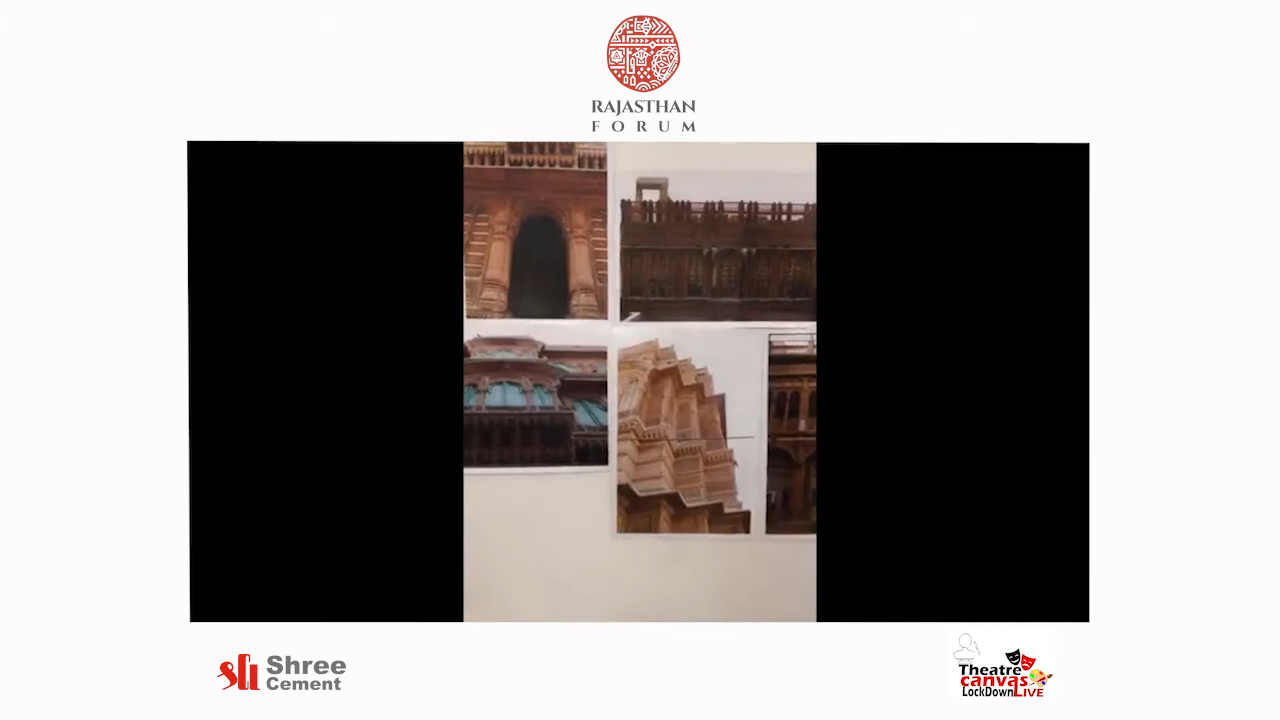 RAJASTHAN
FORUM
Shree
Cement
Theatre
canvas
LockDown LIVE